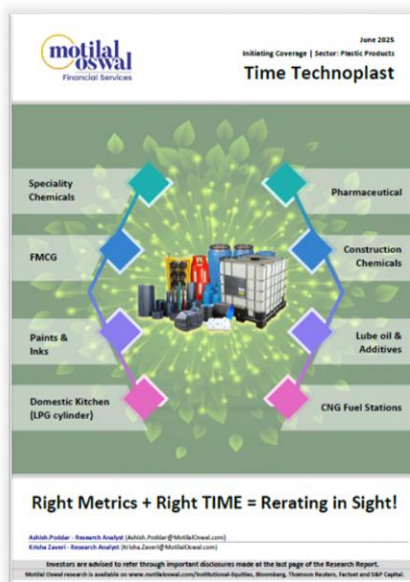 motilal
oswal
Financial Services
June 2025
Initiating Coverage | Sector: Plastic Products
Time Technoplast
Speciality
Chemicals
Pharmaceutical
FMCG
Construction
Chemicals
Paints &
Inks
Lube oil &
Additives
Domestic Kitchen
(LPG cylinder)
CNG Fuel Stations
Right Metrics + Right TIME = Rerating in Sight!
Ashish.Poddar - Research Analyst (Ashish.Poddar@MotilalOswal.com)
Krisha Zaveri - Research Analyst (Krisha.Zaveri@MotilalOswal.com)
Investors are advised to refer through important disclosures made at the last page of the Research Report.
Motilal Oswal research is available on www.motilaloswal.com/Institutional-Equities, Bloomberg, Thomson Reuters, Factset and S&P Capital.